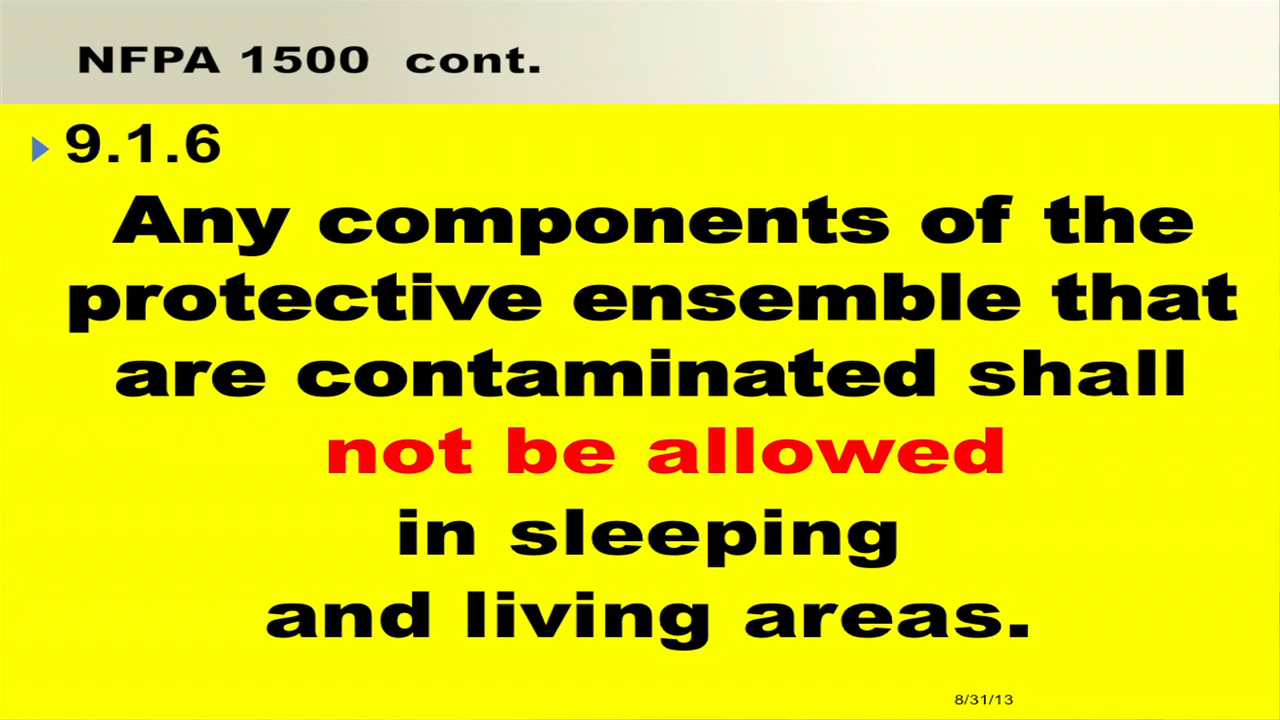 NFPA 1500 cont.
9.1.6
Any components of the
protective ensemble that
are contaminated shall
not be allowed
in sleeping
and living areas.
8/31/13